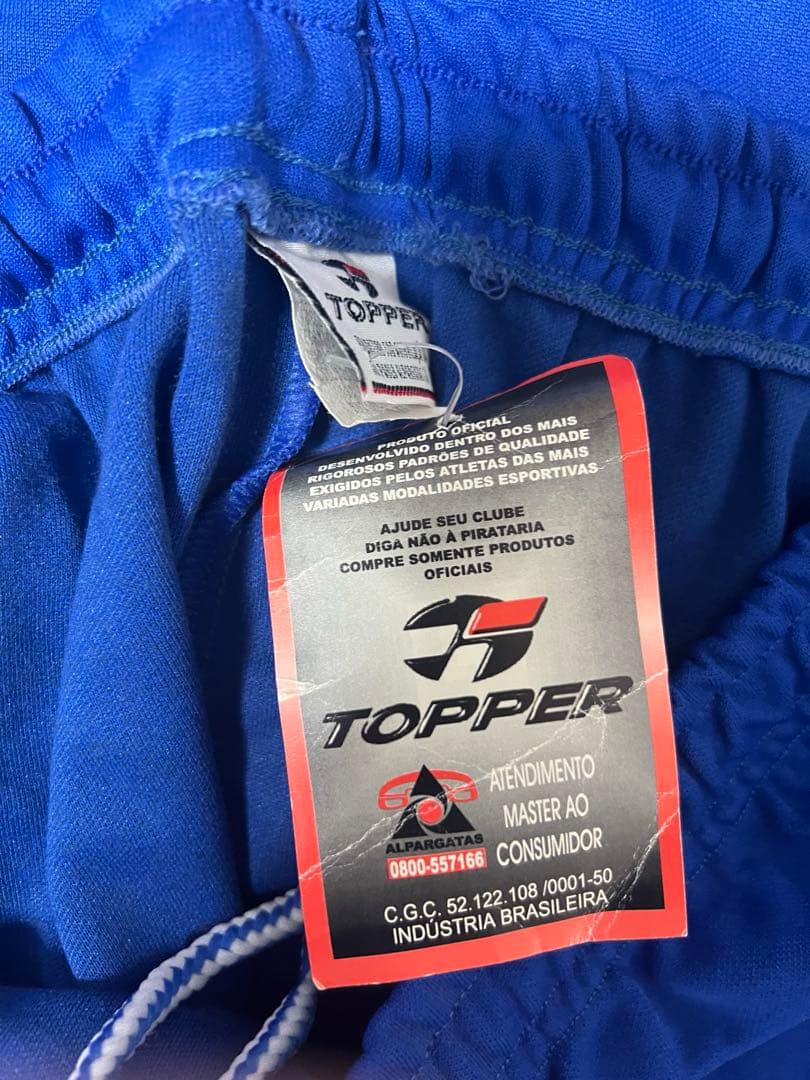 TOPPER
PRODUTO OFICIAL
DESENVOLVIDO DENTRO DOS MAIS
RIGOROSOS PADRÕES DE QUALIDADE
EXIGIDOS PELOS ATLETAS DAS MAIS
VARIADAS MODALIDADES ESPORTIVAS
AJUDE SEU CLUBE
DIGA NÃO À PIRATARIA
COMPRE SOMENTE PRODUTOS
OFICIAIS
TOPPER
ALPARGATAS
0800-557166
ATENDIMENTO
MASTER AO
CONSUMIDOR
C.G.C. 52.122.108 /0001-50
INDÚSTRIA BRASILEIRA